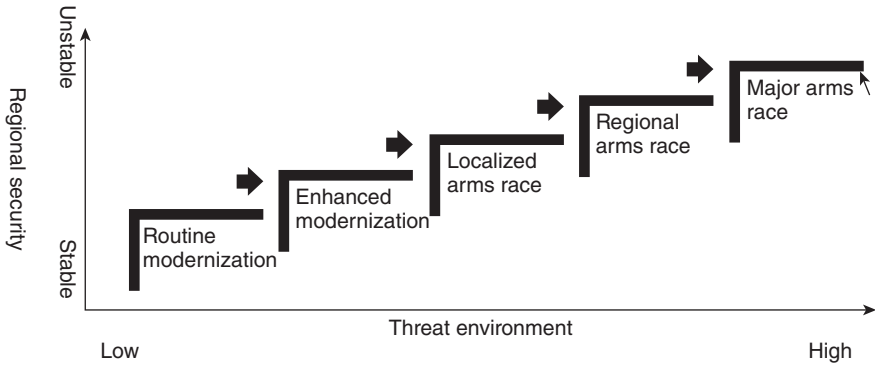 Unstable
Regional security
Stable
Routine
modernization
Enhanced
modernization
Localized
arms race
Regional
arms race
Major arms
race
Threat environment
Low
High